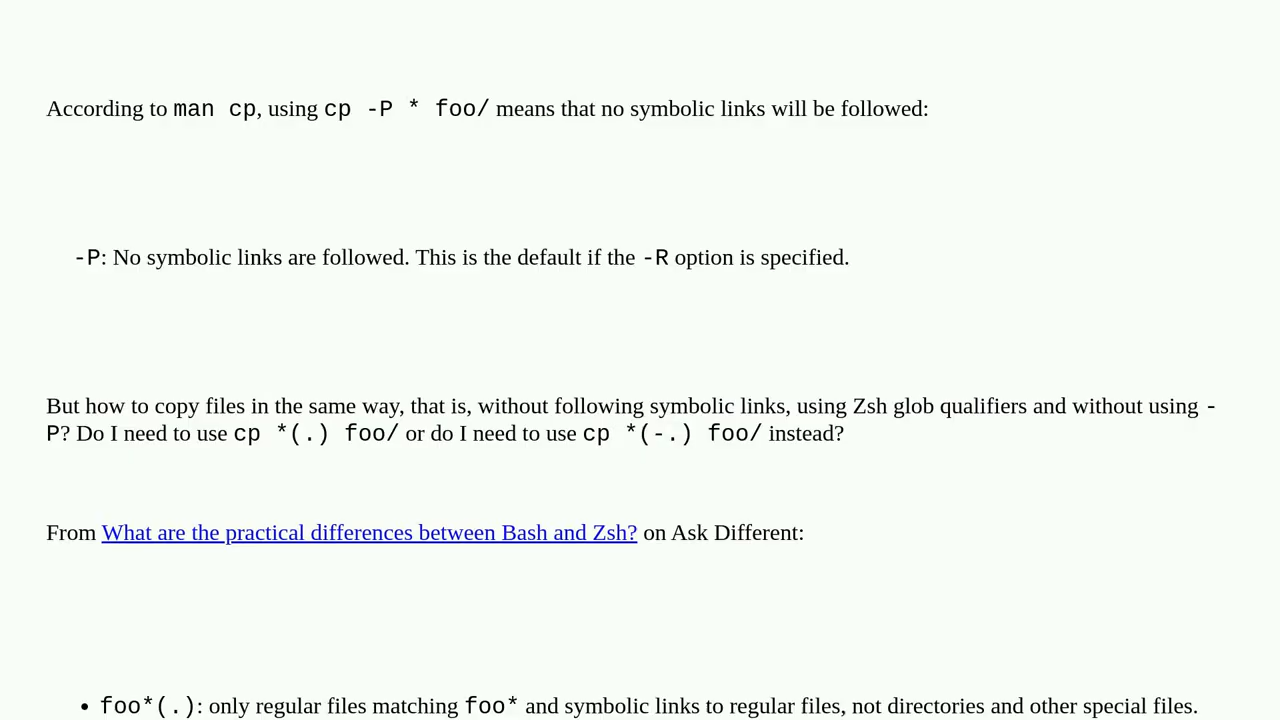 According to man cp, using cp -P * foo/ means that no symbolic links will be followed:
-P: No symbolic links are followed. This is the default if the -R option is specified.
But how to copy files in the same way, that is, without following symbolic links, using Zsh glob qualifiers and without using -
P? Do I need to use cp *(.) foo/ or do I need to use cp *(-.) foo/ instead?
From What are the practical differences between Bash and Zsh? on Ask Different:
• foo*(.): only regular files matching foo* and symbolic links to regular files, not directories and other special files.